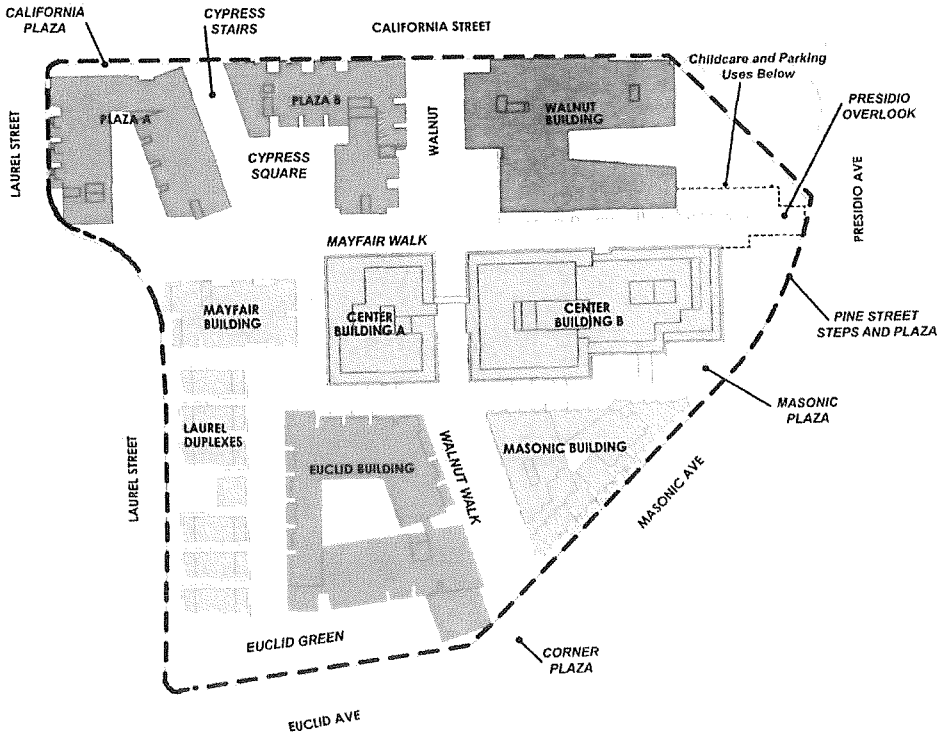 CALIFORNIA
PLAZA
CYPRESS
STAIRS
CALIFORNIA STREET
Childcare and Parking
Uses Below
PRESIDIO
OVERLOOK
LAUREL STREET
PLAZA A
PLAZA B
WALNUT
WALNUT
BUILDING
CYPRESS
SQUARE
PRESIDIO AVE
MAYFAIR WALK
MAYFAIR
BUILDING
CENTER
BUILDING A
CENTER
BUILDING B
PINE STREET
STEPS AND PLAZA
MASONIC
PLAZA
LAUREL STREET
LAUREL
DUPLEXES
EUCLID BUILDING
WALNUT WALK
MASONIC BUILDING
MASONIC AVE
EUCLID GREEN
CORNER
PLAZA
EUCLID AVE